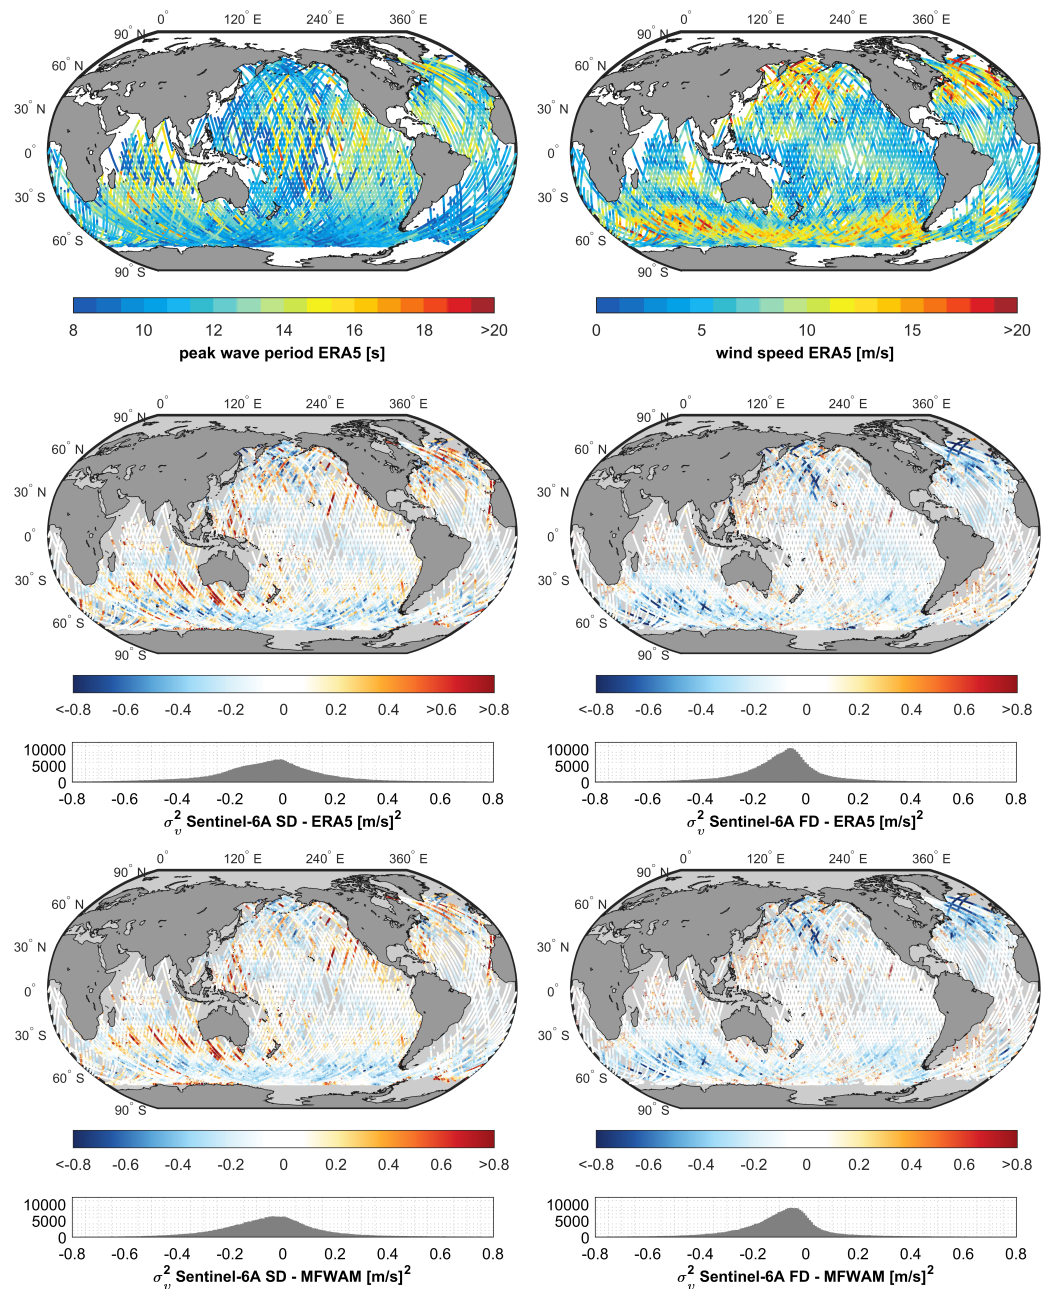 0° 120° E 240° E 360° E
60° N
30° N
0°
30° S
60° S
90° S
8 10 12 14 16 18 >20
peak wave period ERA5 [s]
0° 120° E 240° E 360° E
60° N
30° N
0°
30° S
60° S
90° S
0 5 10 15 >20
wind speed ERA5 [m/s]
0° 120° E 240° E 360° E
90° N
60° N
30° N
0°
30° S
60° S
90° S
<-0.8 -0.6 -0.4 -0.2 0 0.2 0.4 0.6 >0.8
10000
5000
0
-0.8 -0.6 -0.4 -0.2 0 0.2 0.4 0.6 0.8
σ²ᵥ Sentinel-6A SD - ERA5 [m/s]²
0° 120° E 240° E 360° E
90° N
60° N
30° N
0°
30° S
60° S
90° S
<-0.8 -0.6 -0.4 -0.2 0 0.2 0.4 0.6 >0.8
10000
5000
0
-0.8 -0.6 -0.4 -0.2 0 0.2 0.4 0.6 0.8
σ²ᵥ Sentinel-6A FD - ERA5 [m/s]²
0° 120° E 240° E 360° E
90° N
60° N
30° N
0°
30° S
60° S
90° S
<-0.8 -0.6 -0.4 -0.2 0 0.2 0.4 0.6 >0.8
10000
5000
0
-0.8 -0.6 -0.4 -0.2 0 0.2 0.4 0.6 0.8
σ²ᵥ Sentinel-6A SD - MFWAM [m/s]²
0° 120° E 240° E 360° E
90° N
60° N
30° N
0°
30° S
60° S
90° S
<-0.8 -0.6 -0.4 -0.2 0 0.2 0.4 0.6 >0.8
10000
5000
0
-0.8 -0.6 -0.4 -0.2 0 0.2 0.4 0.6 0.8
σ²ᵥ Sentinel-6A FD - MFWAM [m/s]²